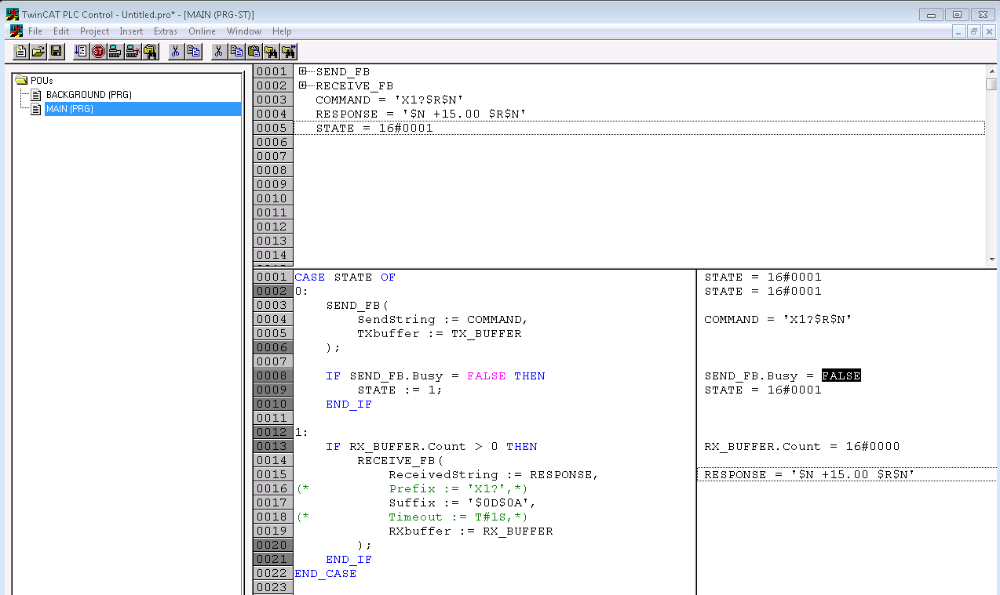 TwinCAT PLC Control - Untitled.pro* - [MAIN (PRG-ST)]
File Edit Project Insert Extras Online Window Help
POUs
BACKGROUND (PRG)
MAIN (PRG)
0001 SEND_FB
0002 RECEIVE_FB
0003 COMMAND = 'X1?$R$N'
0004 RESPONSE = '$N +15.00 $R$N'
0005 STATE = 16#0001
0006
0007
0008
0009
0010
0011
0012
0013
0014
0001 CASE STATE OF STATE = 16#0001
0002 0: STATE = 16#0001
0003 SEND_FB(
0004 SendString := COMMAND, COMMAND = 'X1?$R$N'
0005 TXbuffer := TX_BUFFER
0006 );
0007
0008 IF SEND_FB.Busy = FALSE THEN SEND_FB.Busy = FALSE
0009 STATE := 1; STATE = 16#0001
0010 END_IF
0011
0012 1:
0013 IF RX_BUFFER.Count > 0 THEN RX_BUFFER.Count = 16#0000
0014 RECEIVE_FB(
0015 ReceivedString := RESPONSE, RESPONSE = '$N +15.00 $R$N'
0016 (* Prefix := 'X1?',*)
0017 Suffix := '$0D$0A',
0018 (* Timeout := T#1S,*)
0019 RXbuffer := RX_BUFFER
0020 );
0021 END_IF
0022 END_CASE
0023